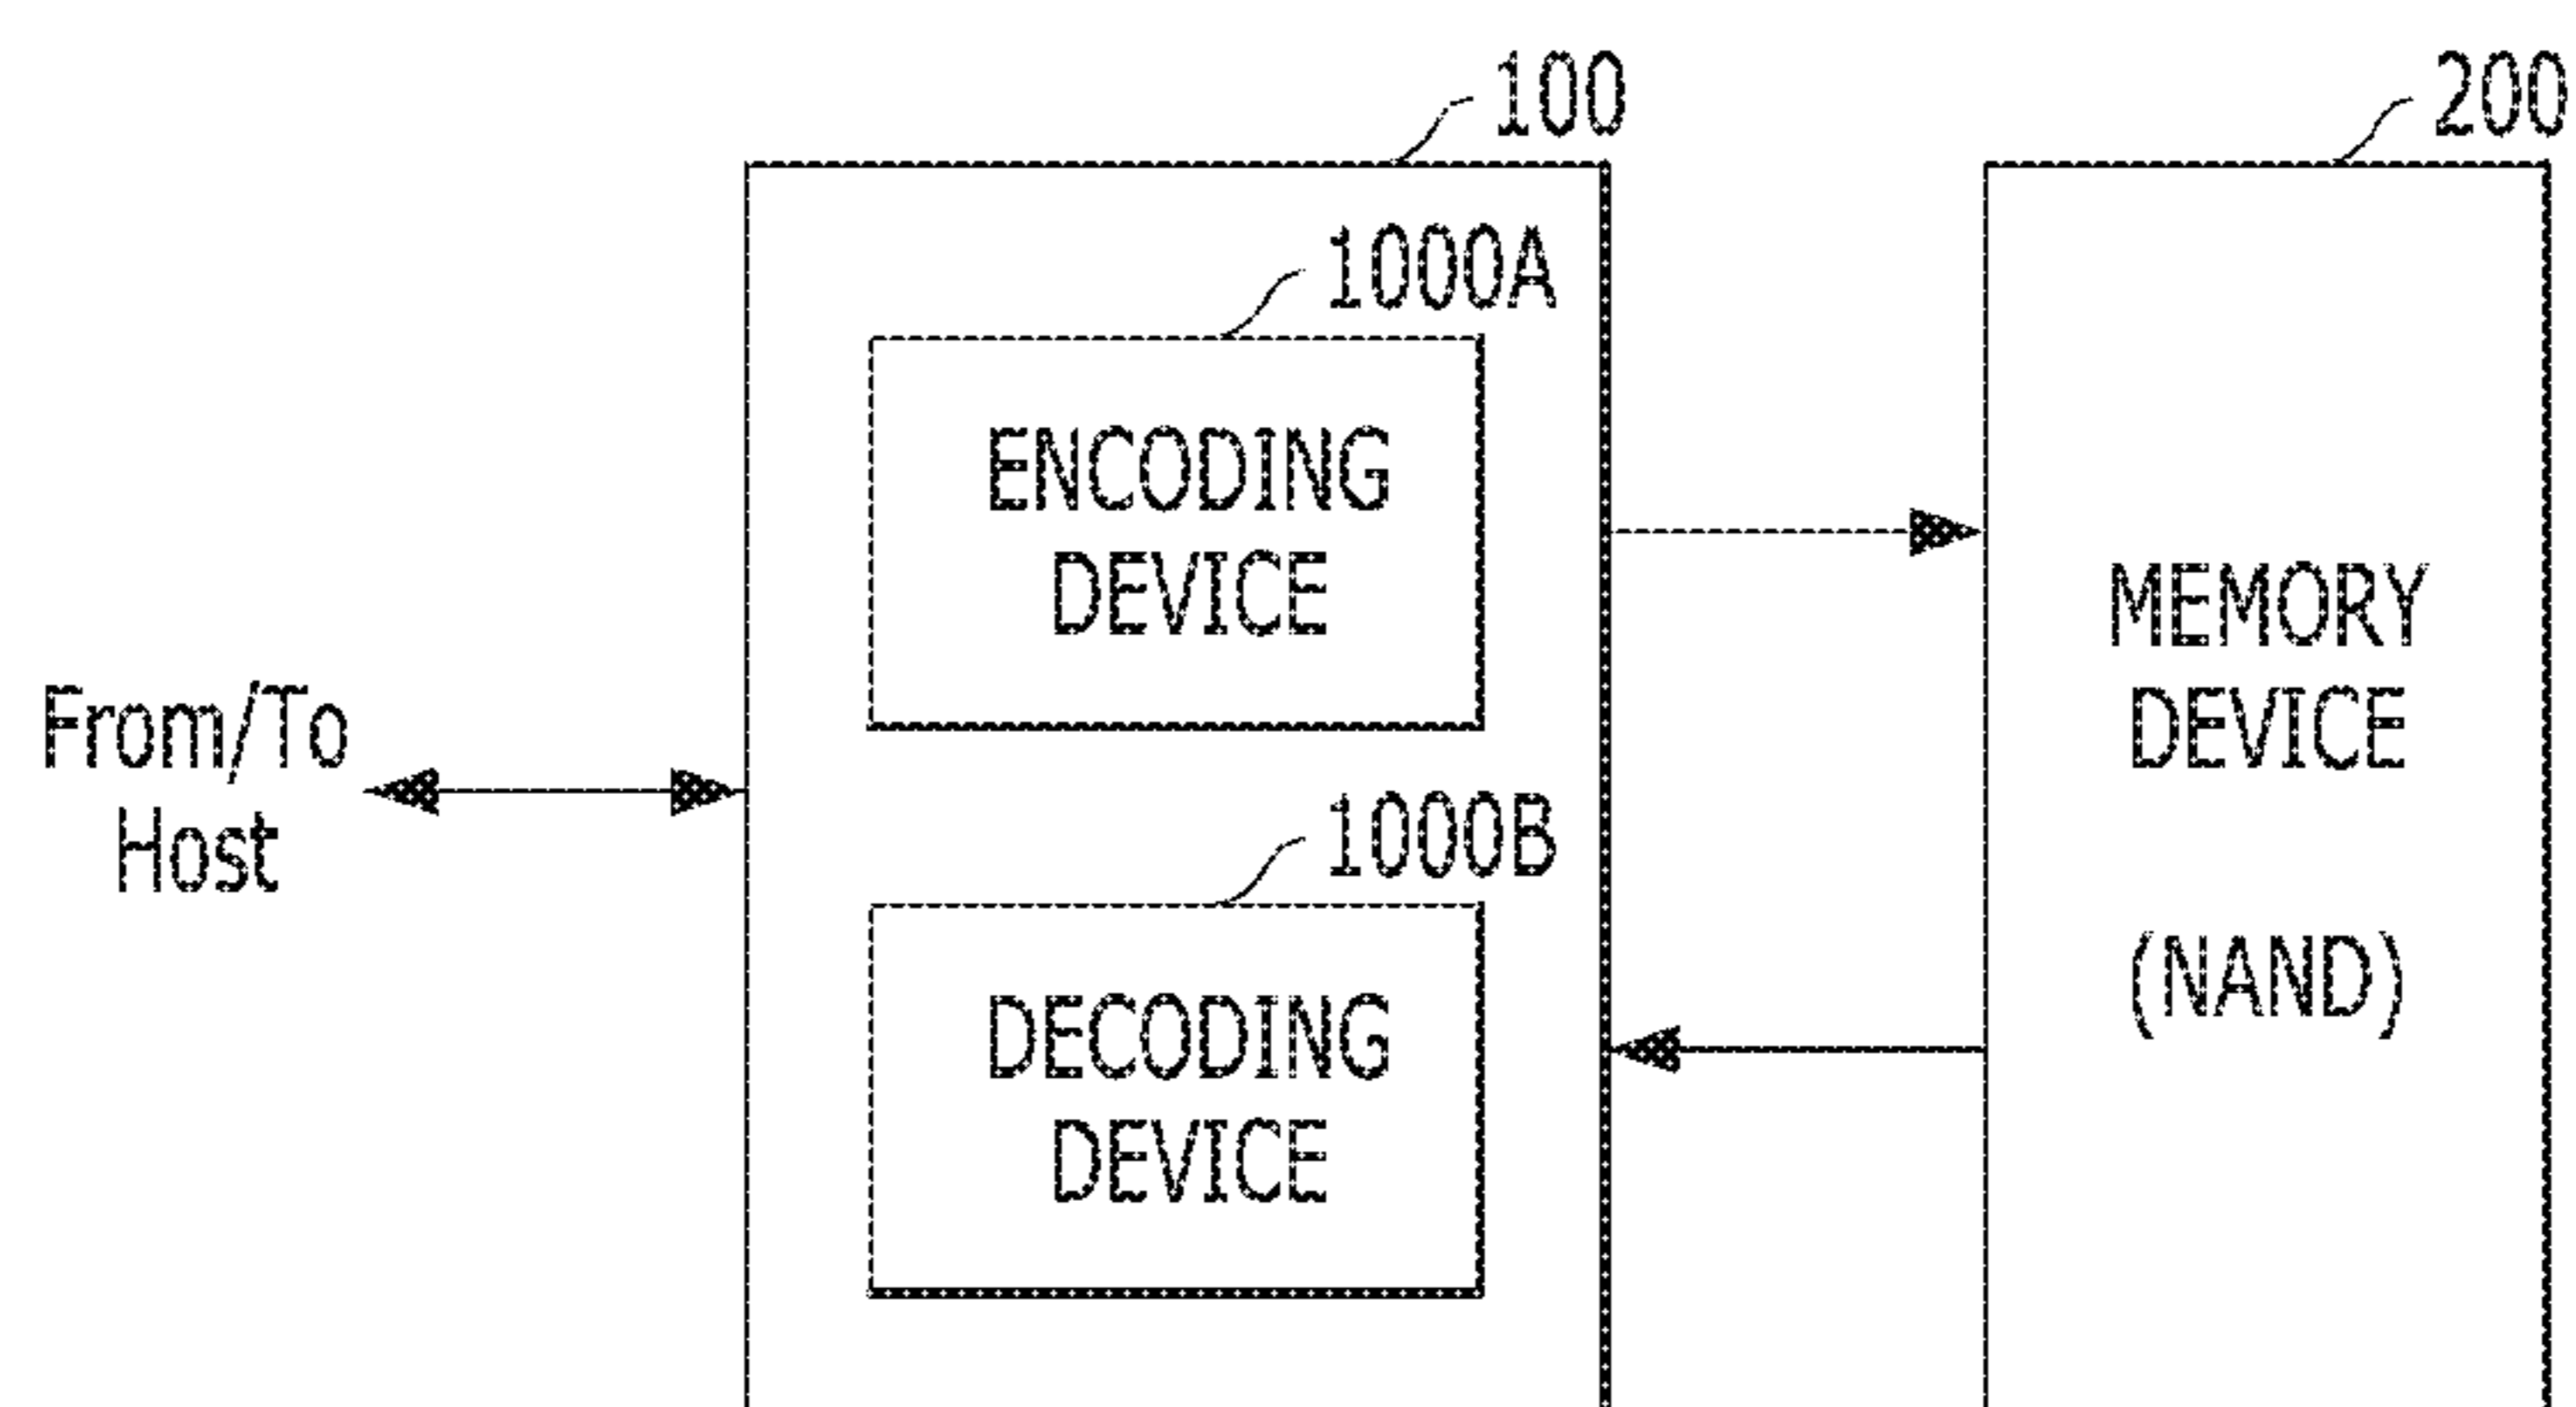 100
200
1000A
ENCODING
DEVICE
From/To
Host
1000B
DECODING
DEVICE
MEMORY
DEVICE
(NAND)